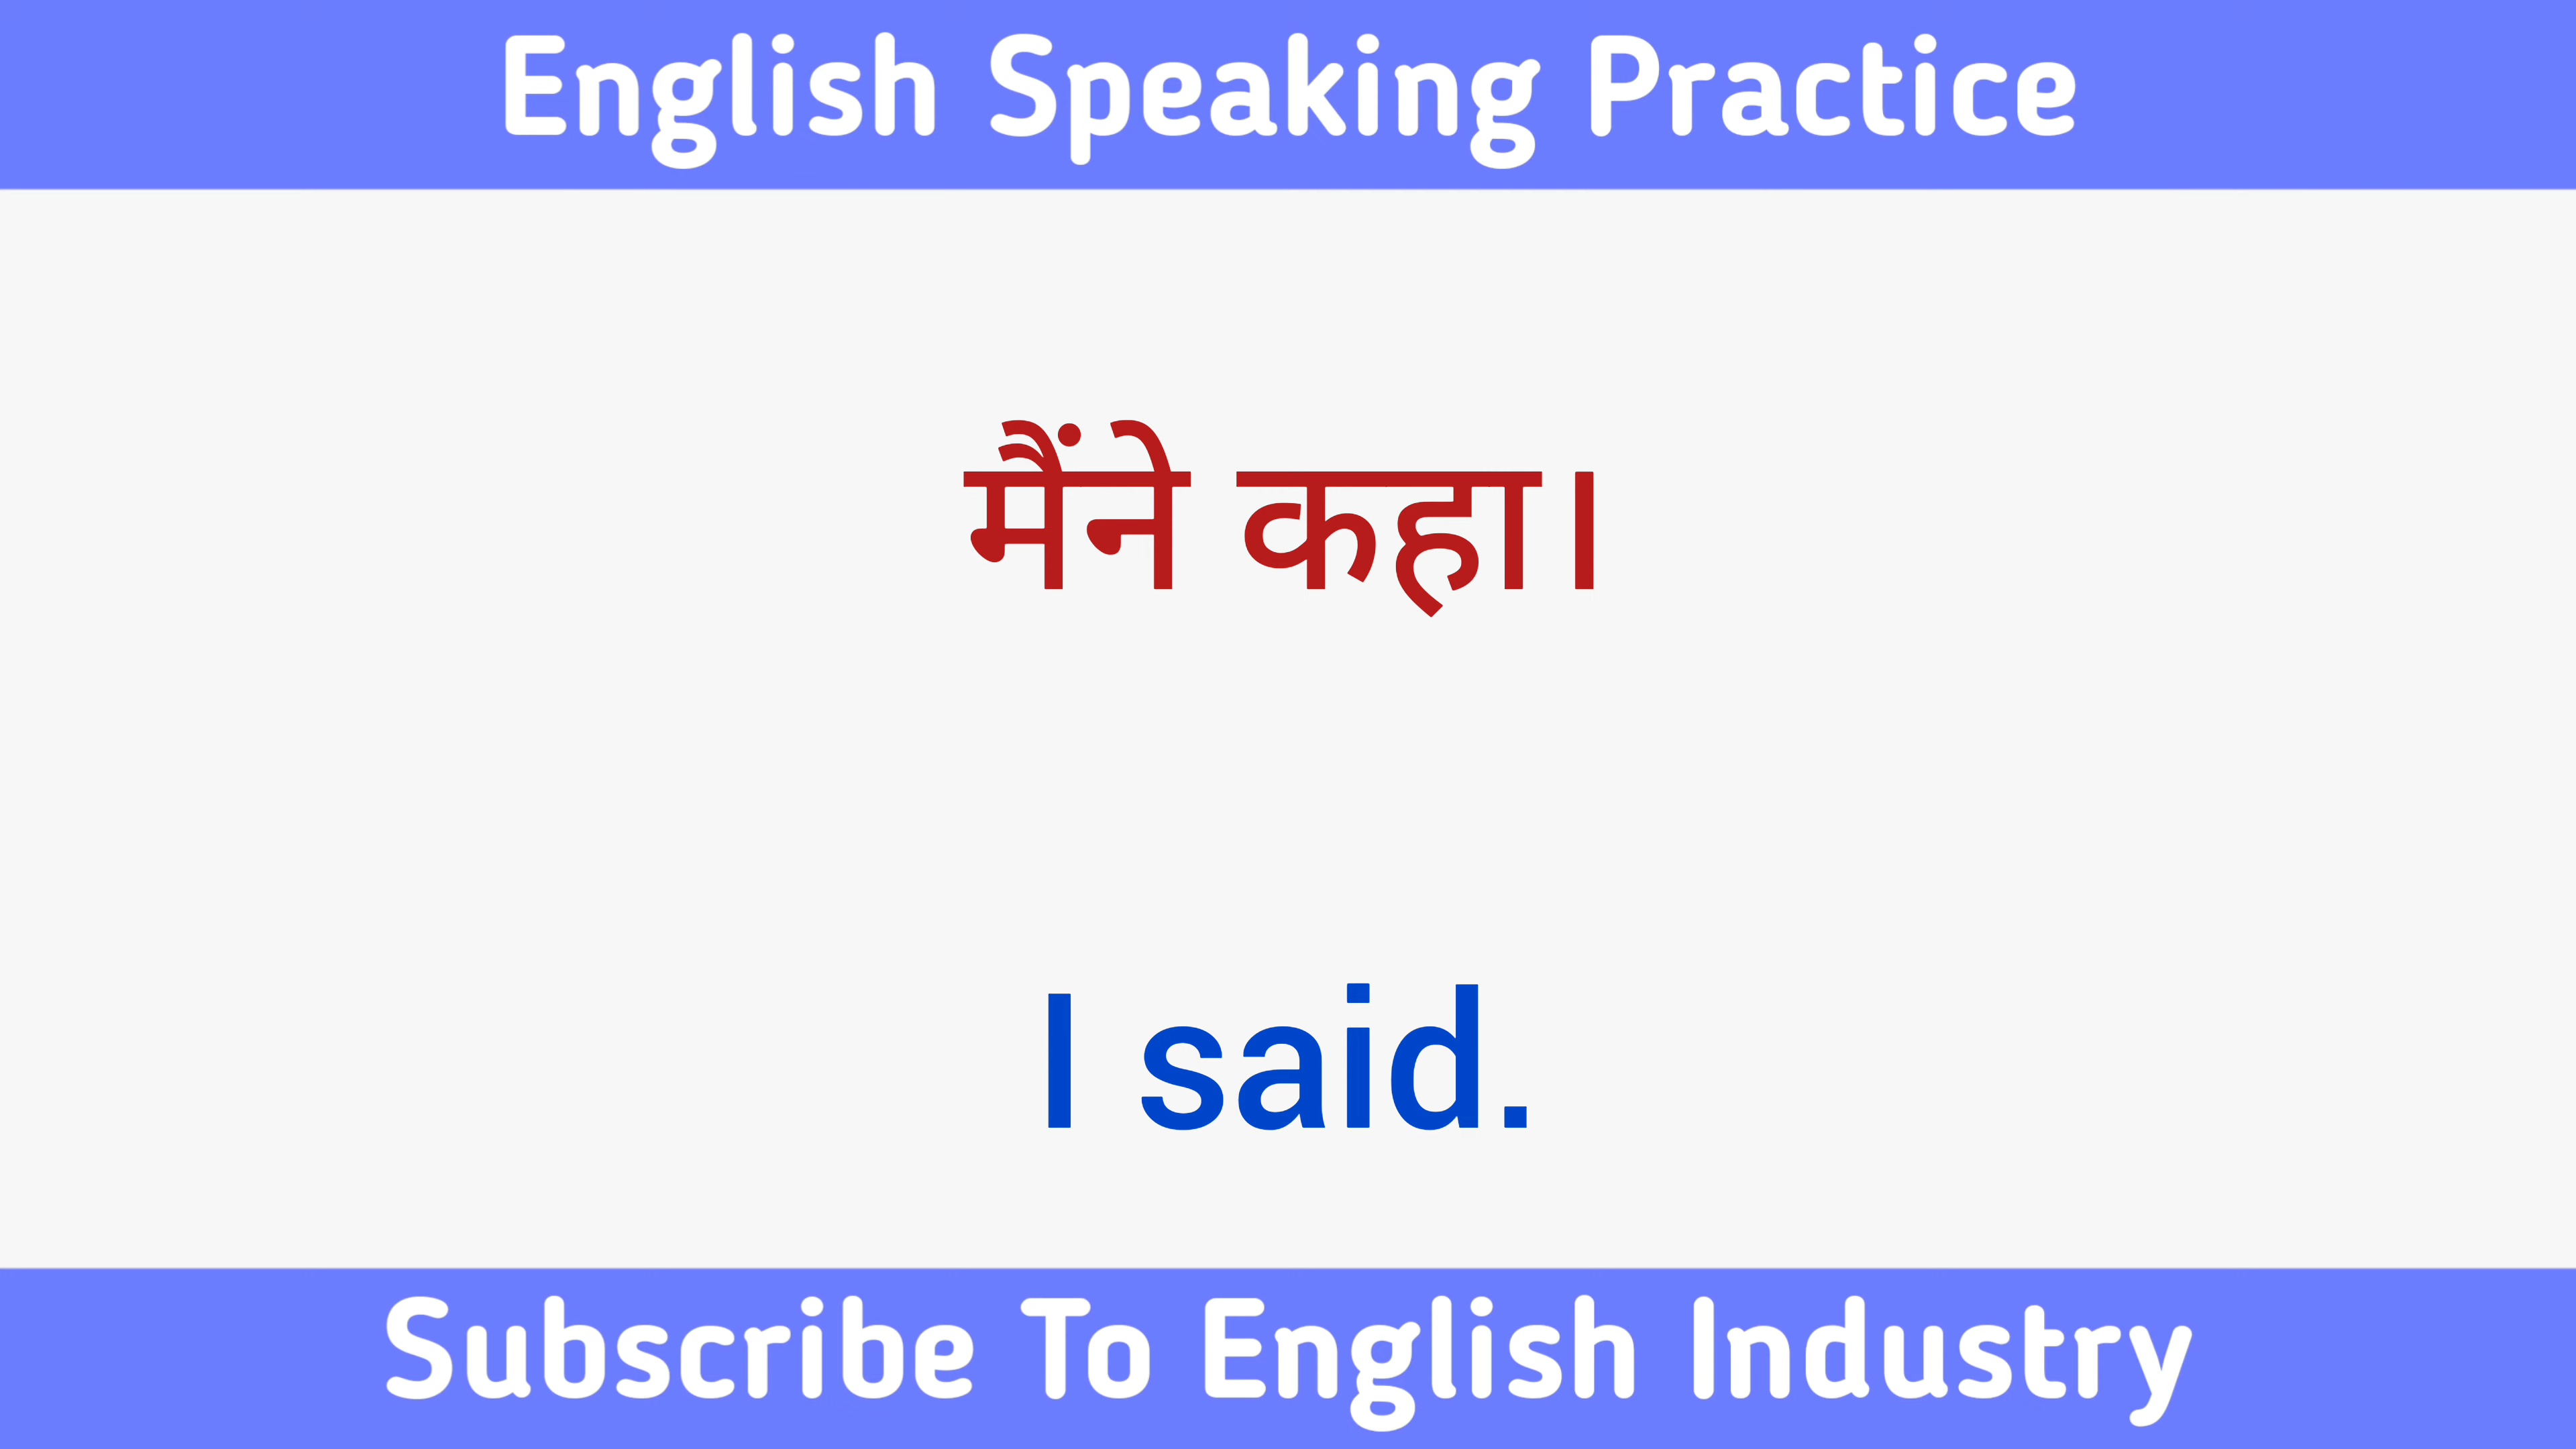 English Speaking Practice
मैंने कहा।
I said.
Subscribe To English Industry